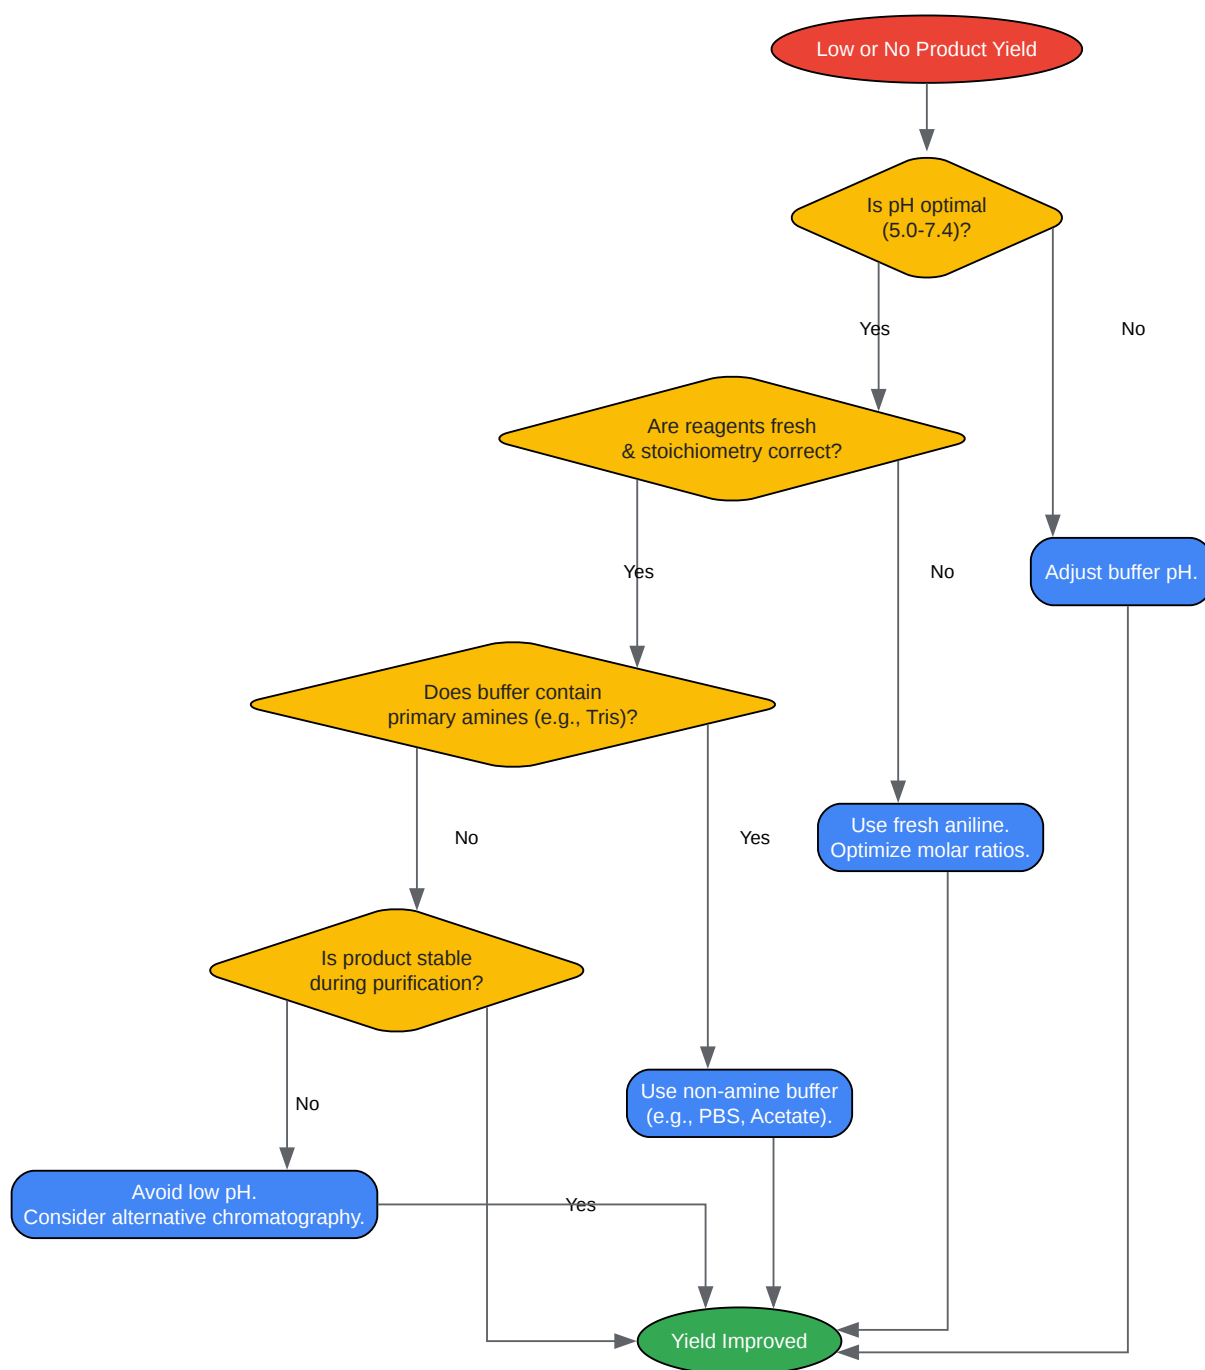 Low or No Product Yield
Is pH optimal
(5.0-7.4)?
Yes
No
Are reagents fresh
& stoichiometry correct?
Yes
No
Adjust buffer pH.
Does buffer contain
primary amines (e.g., Tris)?
No
Yes
Use fresh aniline.
Optimize molar ratios.
Is product stable
during purification?
No
Use non-amine buffer
(e.g., PBS, Acetate).
Avoid low pH.
Consider alternative chromatography.
Yes
Yield Improved